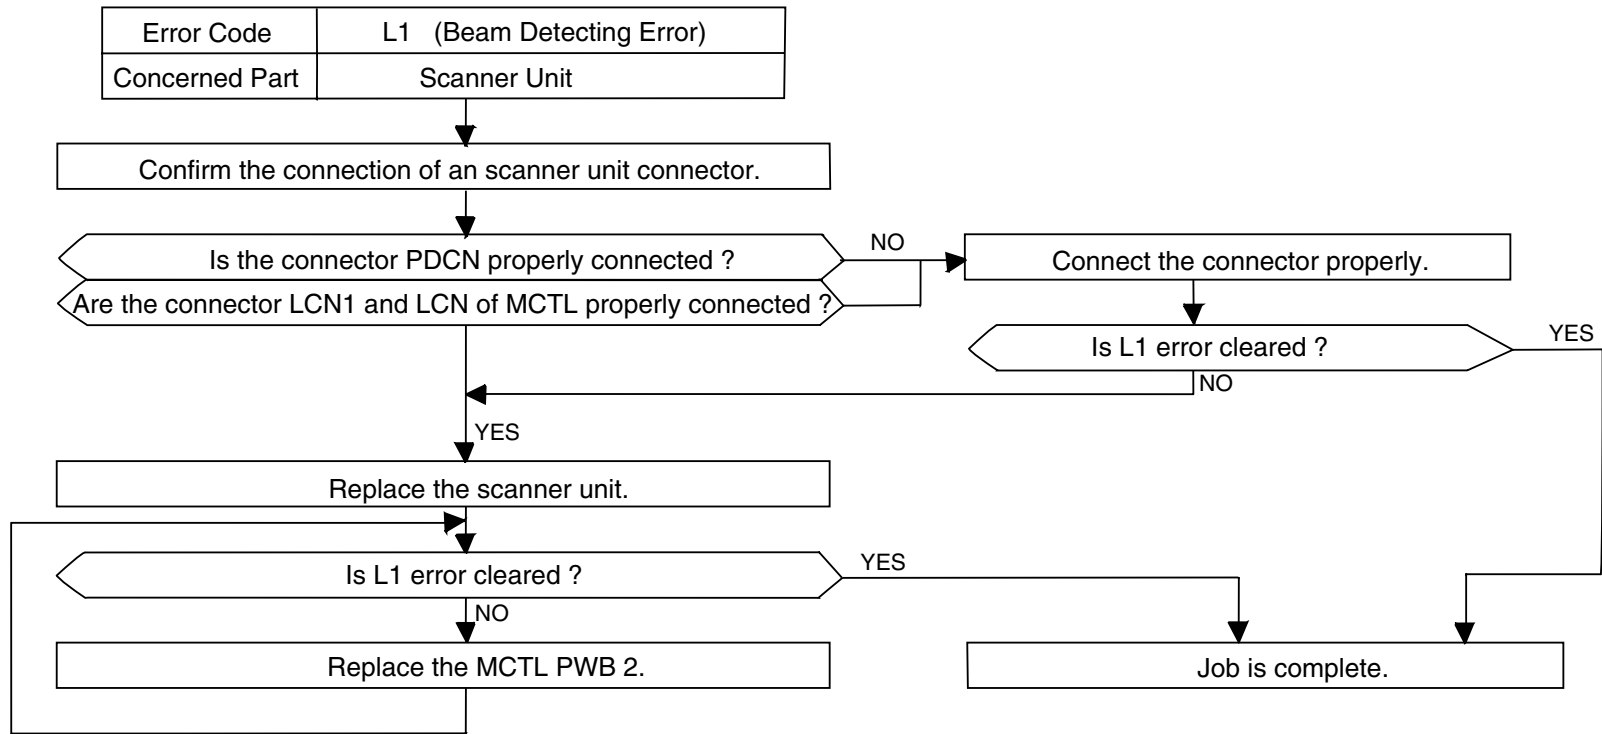 Error Code L1 (Beam Detecting Error)
Concerned Part Scanner Unit
Confirm the connection of an scanner unit connector.
Is the connector PDCN properly connected ?
NO
Connect the connector properly.
Are the connector LCN1 and LCN of MCTL properly connected ?
Is L1 error cleared ?
YES
NO
YES
Replace the scanner unit.
Is L1 error cleared ?
YES
NO
Replace the MCTL PWB 2.
Job is complete.